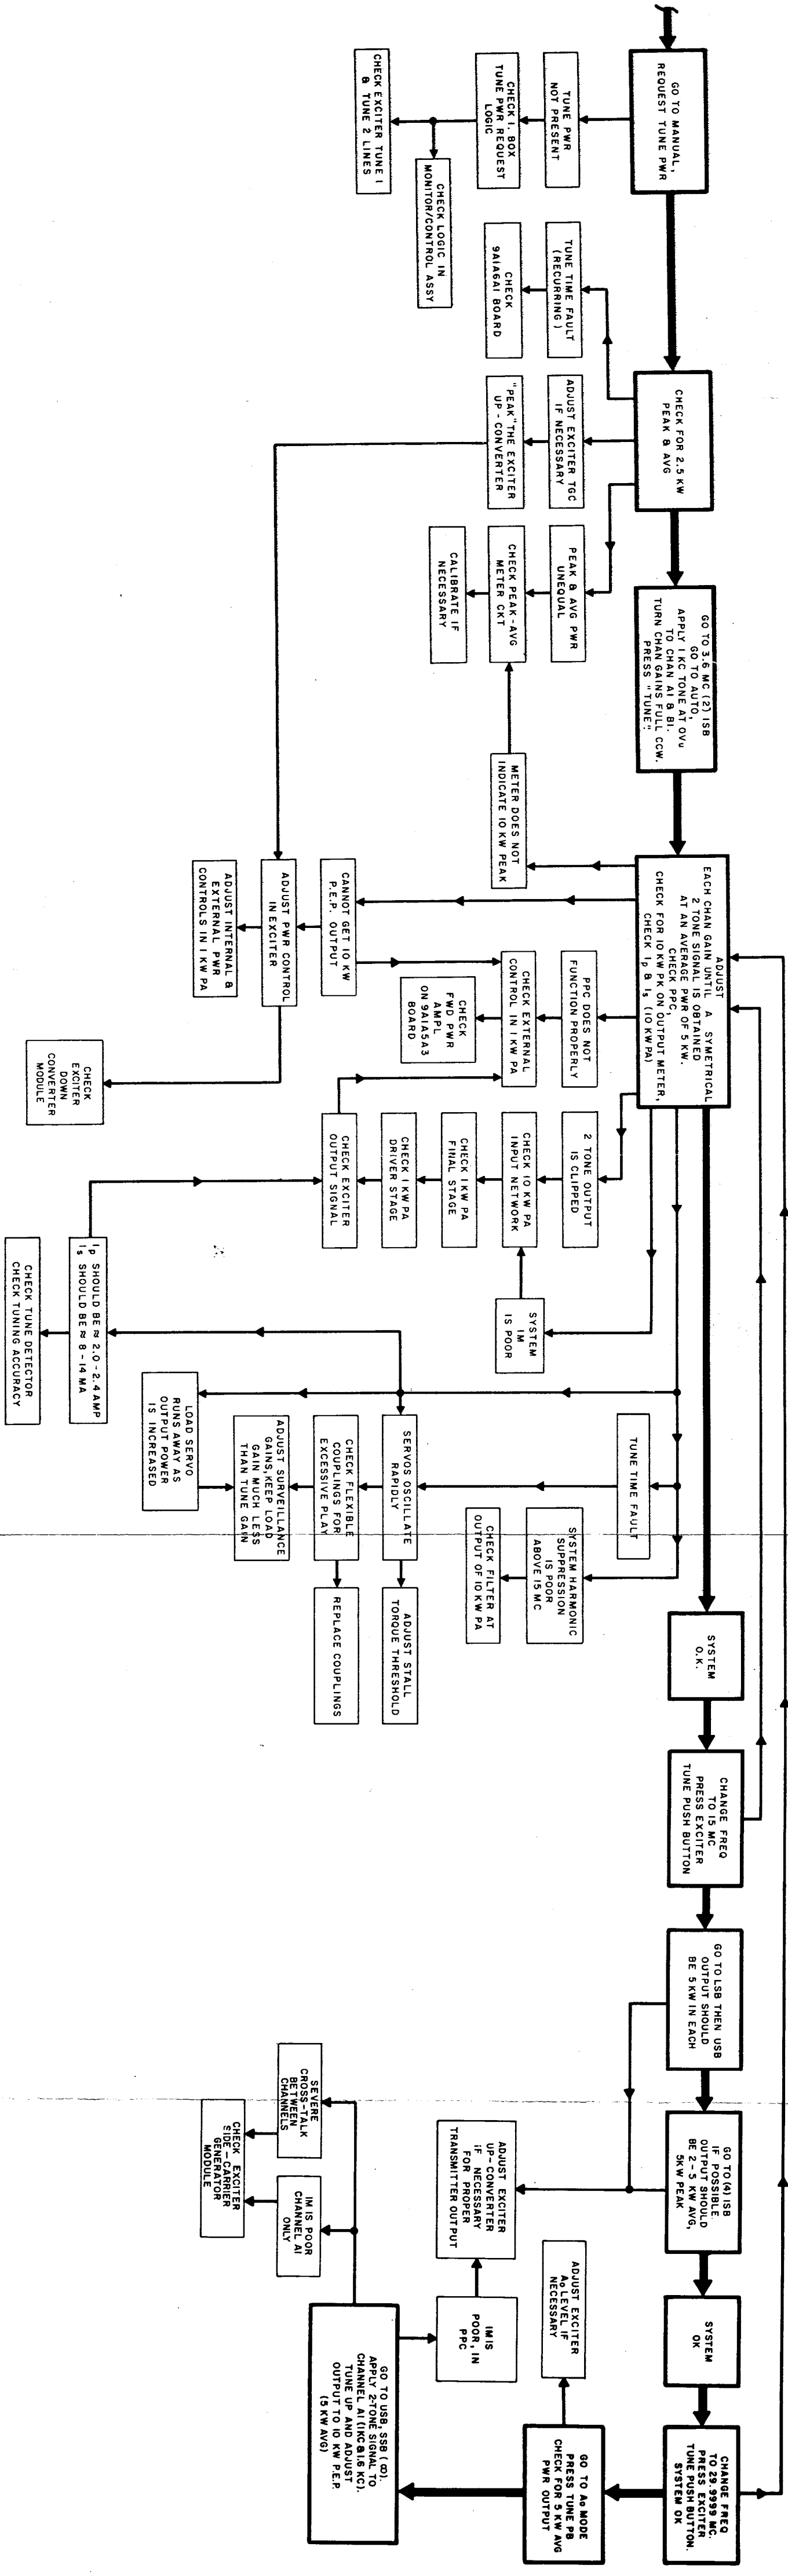 GO TO MANUAL,
REQUEST TUNE PWR
TUNE PWR
NOT PRESENT
CHECK I. BOX
TUNE PWR REQUEST
LOGIC
CHECK LOGIC IN
MONITOR/CONTROL ASSY
CHECK EXCITER TUNE 1
& TUNE 2 LINES
CHECK FOR 2.5 KW
PEAK & AVG
TUNE TIME FAULT
(RECURRING)
CHECK
9A1A6A1 BOARD
ADJUST EXCITER TGC
IF NECESSARY
"PEAK" THE EXCITER
UP-CONVERTER
PEAK & AVG PWR
UNEQUAL
CHECK PEAK-AVG
METER CKT
CALIBRATE IF
NECESSARY
GO TO 3.6 MC (2) ISB
GO TO AUTO,
APPLY 1 KC TONE AT OVu
TO CHAN A1 & B1.
TURN CHAN GAINS FULL CCW.
PRESS "TUNE".
ADJUST
EACH CHAN GAIN UNTIL A SYMETRICAL
2 TONE SIGNAL IS OBTAINED
AT AN AVERAGE PWR OF 5 KW.
CHECK PPC,
CHECK FOR 10 KW PK ON OUTPUT METER,
CHECK Ip & Is (10 KW PA)
METER DOES NOT
INDICATE 10 KW PEAK
CANNOT GET 10 KW
P.E.P. OUTPUT
ADJUST PWR CONTROL
IN EXCITER
ADJUST INTERNAL &
EXTERNAL PWR
CONTROLS IN 1 KW PA
PPC DOES NOT
FUNCTION PROPERLY
CHECK EXTERNAL
CONTROL IN 1 KW PA
CHECK
FWD PWR
AMPL
ON 9A1A5A3
BOARD
CHECK
EXCITER
DOWN
CONVERTER
MODULE
2 TONE OUTPUT
IS CLIPPED
CHECK 10 KW PA
INPUT NETWORK
CHECK 1 KW PA
FINAL STAGE
CHECK 1 KW PA
DRIVER STAGE
CHECK EXCITER
OUTPUT SIGNAL
SYSTEM
IM
IS POOR
Ip SHOULD BE ≈ 2.0-2.4 AMP
Is SHOULD BE ≈ 8-14 MA
CHECK TUNE DETECTOR
CHECK TUNING ACCURACY
TUNE TIME FAULT
SERVOS OSCILLATE
RAPIDLY
CHECK FLEXIBLE
COUPLINGS FOR
EXCESSIVE PLAY
ADJUST SURVEILLANCE
GAINS, KEEP LOAD
GAIN MUCH LESS
THAN TUNE GAIN
LOAD SERVO
RUNS AWAY AS
OUTPUT POWER
IS INCREASED
SYSTEM HARMONIC
SUPPRESSION
IS POOR
ABOVE 15 MC
CHECK FILTER AT
OUTPUT OF 10 KW PA
ADJUST STALL
TORQUE THRESHOLD
REPLACE COUPLINGS
SYSTEM
O.K.
CHANGE FREQ
TO 15 MC
PRESS EXCITER
TUNE PUSH BUTTON
GO TO LSB THEN USB
OUTPUT SHOULD
BE 5 KW IN EACH
GO TO (4) ISB
IF POSSIBLE.
OUTPUT SHOULD
BE 2-5 KW AVG,
5KW PEAK
SYSTEM
OK
CHANGE FREQ
TO 29.9999 MC.
PRESS EXCITER
TUNE PUSH BUTTON.
SYSTEM OK
GO TO Ao MODE
PRESS TUNE PB
CHECK FOR 5 KW AVG
PWR OUTPUT
ADJUST EXCITER
Ao LEVEL IF
NECESSARY
ADJUST EXCITER
UP-CONVERTER
IF NECESSARY
FOR PROPER
TRANSMITTER OUTPUT
IM IS
POOR, IN
PPC
GO TO USB, SSB (∞).
APPLY 2-TONE SIGNAL TO
CHANNEL A1 (1KC & 1.6 KC).
TUNE UP AND ADJUST
OUTPUT TO 10 KW P.E.P.
(5 KW AVG)
SEVERE
CROSS-TALK
BETWEEN
CHANNELS
IM IS POOR
CHANNEL A1
ONLY
CHECK EXCITER
SIDE-CARRIER
GENERATOR
MODULE